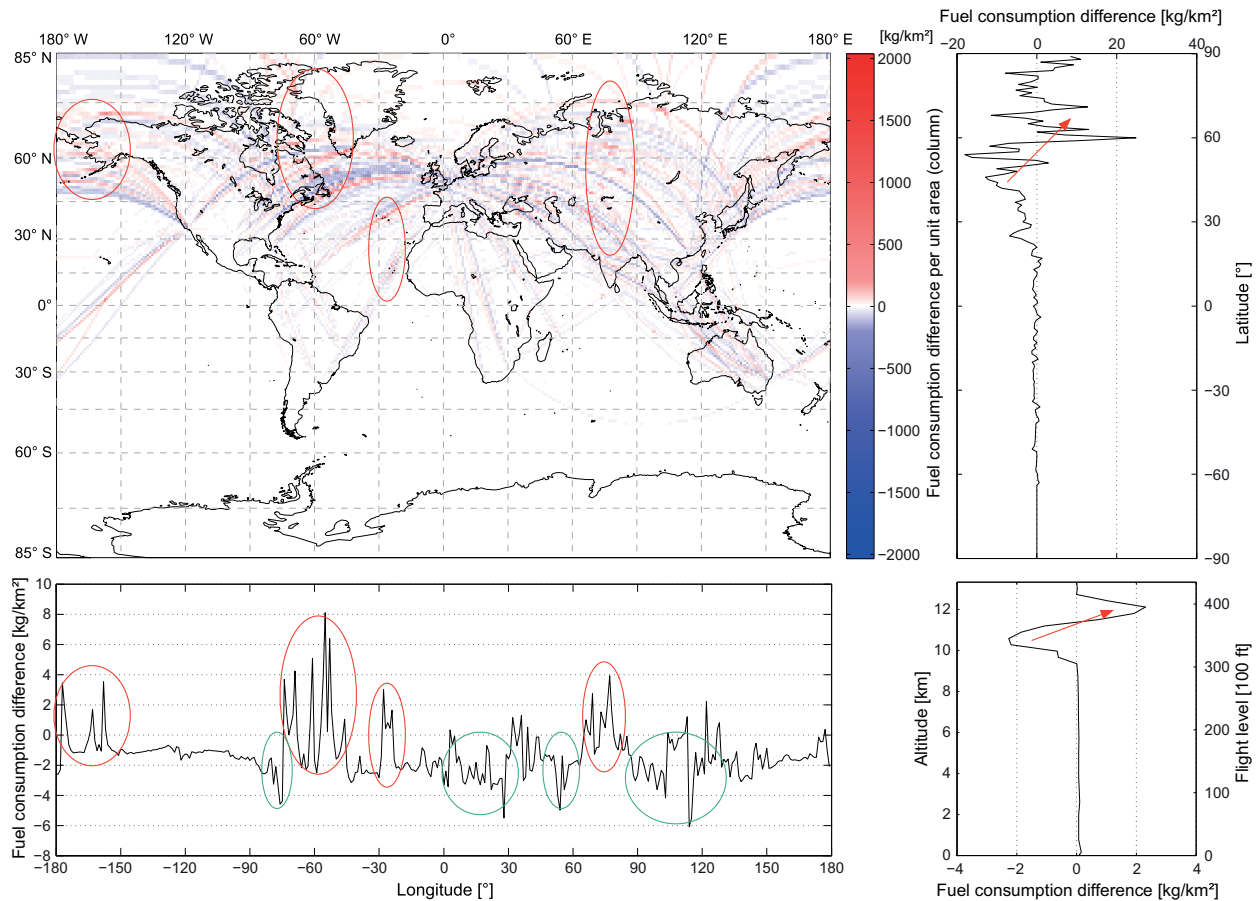 180° W 120° W 60° W 0° 60° E 120° E 180° E
85° N
60° N
30° N
0°
30° S
60° S
85° S
[kg/km²]
2000
1500
1000
500
0
−500
−1000
−1500
−2000
Fuel consumption difference per unit area (column)
Fuel consumption difference [kg/km²]
−20 0 20 40
90
60
30
0
−30
−60
−90
Latitude [°]
Fuel consumption difference [kg/km²]
10
8
6
4
2
0
−2
−4
−6
−8
−180 −150 −120 −90 −60 −30 0 30 60 90 120 150 180
Longitude [°]
Altitude [km]
12
10
8
6
4
2
0
400
300
200
100
0
Flight level [100 ft]
−4 −2 0 2 4
Fuel consumption difference [kg/km²]